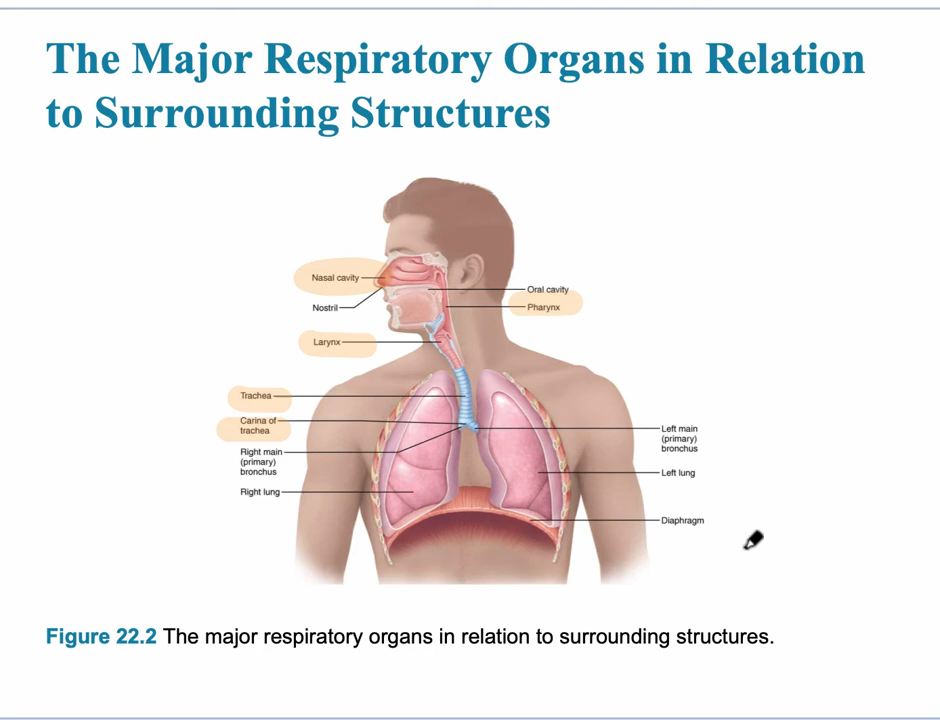 The Major Respiratory Organs in Relation
to Surrounding Structures
Nasal cavity
Nostril
Larynx
Trachea
Carina of
trachea
Right main
(primary)
bronchus
Right lung
Oral cavity
Pharynx
Left main
(primary)
bronchus
Left lung
Diaphragm
Figure 22.2 The major respiratory organs in relation to surrounding structures.